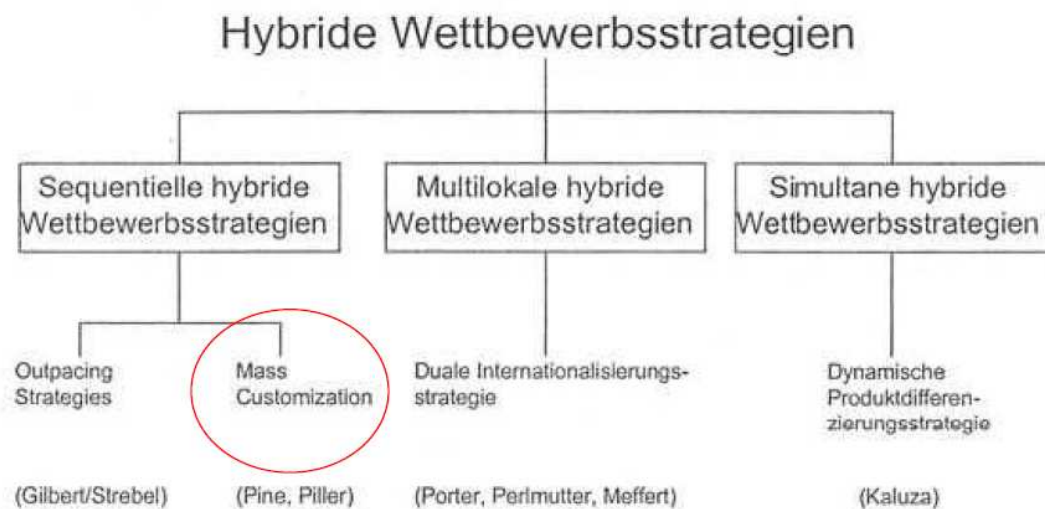 Hybride Wettbewerbsstrategien
Sequentielle hybride
Wettbewerbsstrategien
Multilokale hybride
Wettbewerbsstrategien
Simultane hybride
Wettbewerbsstrategien
Outpacing
Strategies
Mass
Customization
Duale Internationalisierungs-
strategie
Dynamische
Produktdifferen-
zierungsstrategie
(Gilbert/Strebel)
(Pine, Piller)
(Porter, Perlmutter, Meffert)
(Kaluza)